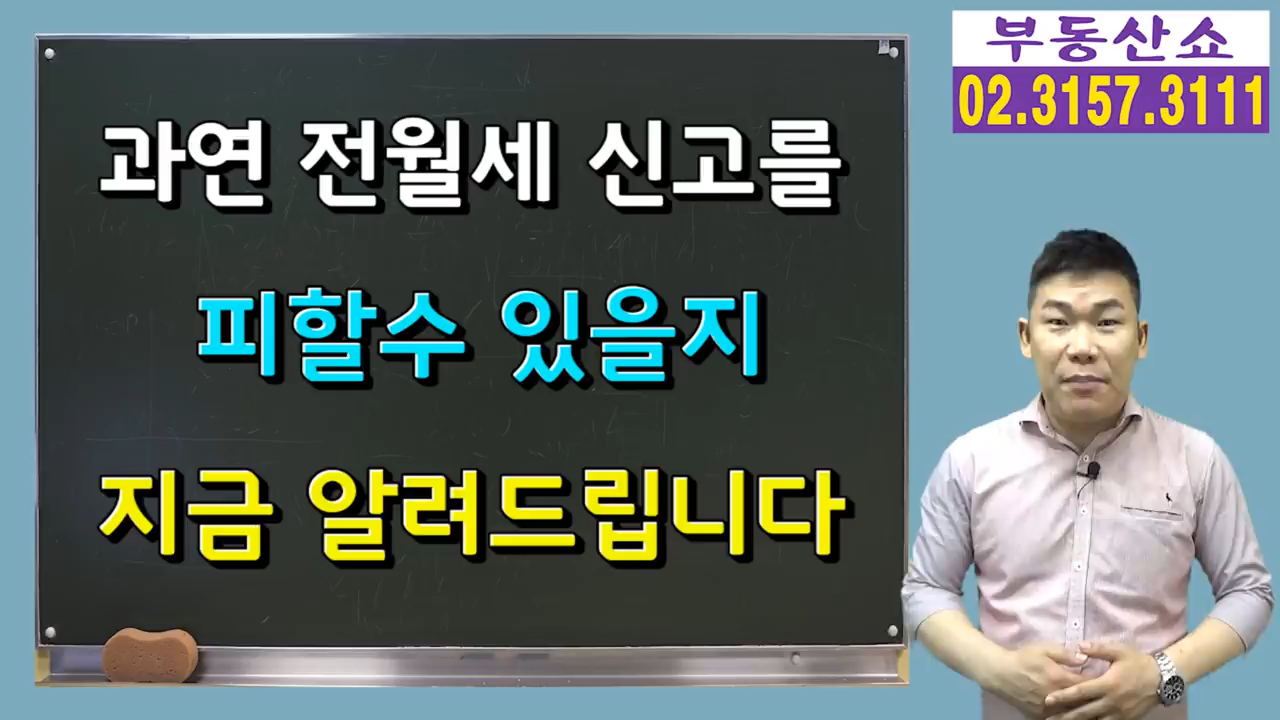 부동산쇼
02.3157.3111
과연 전월세 신고를
피할수 있을지
지금 알려드립니다